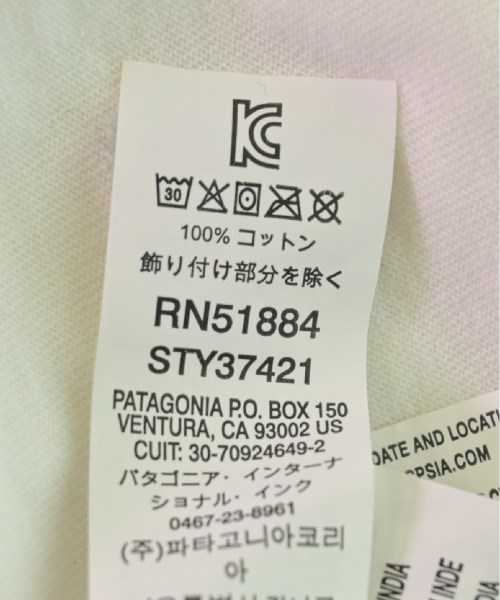 KC
30
100% コットン
飾り付け部分を除く
RN51884
STY37421
PATAGONIA P.O. BOX 150
VENTURA, CA 93002 US
CUIT: 30-70924649-2
パタゴニア・インターナ
ショナル・インク
0467-23-8961
(주)파타고니아코리
아
DATE AND LOCATI
PSIA.COM
INDIA
INDE